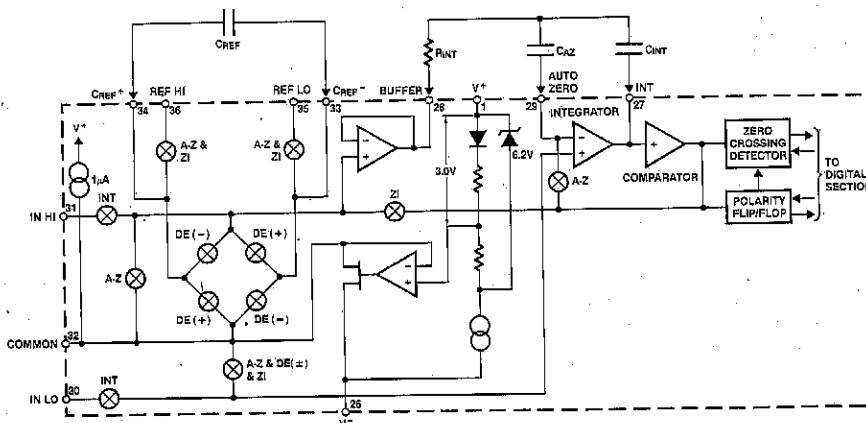 CREF
RINT
CAZ
CINT
CREF+
REF HI
REF LO
CREF−
BUFFER
V+
AUTO
ZERO
INT
34
36
35
33
28
1
29
27
V+
1µA
A-Z &
ZI
A-Z &
ZI
3.0V
6.2V
INTEGRATOR
A-Z
COMPARATOR
ZERO
CROSSING
DETECTOR
POLARITY
FLIP/FLOP
TO
DIGITAL
SECTION
IN HI
31
INT
ZI
A-Z
DE(−)
DE(+)
DE(+)
DE(−)
COMMON
32
A-Z & DE(±)
& ZI
IN LO
30
INT
26
V−